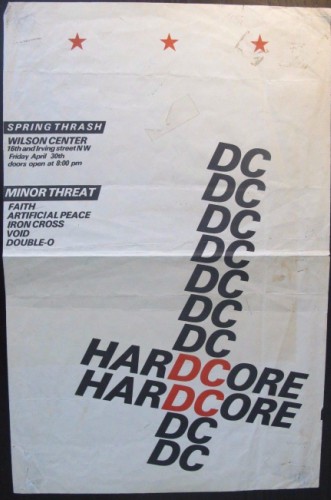 SPRING THRASH
WILSON CENTER
16th and Irving street NW
Friday April 30th
doors open at 8:00 pm
MINOR THREAT
FAITH
ARTIFICIAL PEACE
IRON CROSS
VOID
DOUBLE-O
DC
DC
DC
DC
DC
DC
DC
HARDCORE
HARDCORE
DC
DC